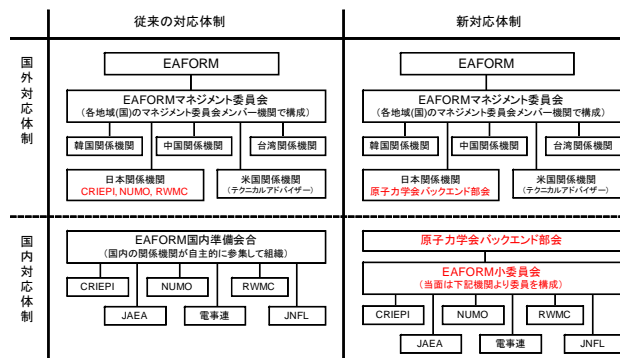 従来の対応体制
新対応体制
国外対応体制
EAFORM
EAFORMマネジメント委員会
(各地域(国)のマネジメント委員会メンバー機関で構成)
韓国関係機関
中国関係機関
台湾関係機関
日本関係機関
CRIEPI, NUMO, RWMC
米国関係機関
(テクニカルアドバイザー)
EAFORM
EAFORMマネジメント委員会
(各地域(国)のマネジメント委員会メンバー機関で構成)
韓国関係機関
中国関係機関
台湾関係機関
日本関係機関
原子力学会バックエンド部会
米国関係機関
(テクニカルアドバイザー)
国内対応体制
EAFORM国内準備会合
(国内の関係機関が自主的に参集して組織)
CRIEPI
NUMO
RWMC
JAEA
電事連
JNFL
原子力学会バックエンド部会
EAFORM小委員会
(当面は下記機関より委員を構成)
CRIEPI
NUMO
RWMC
JAEA
電事連
JNFL